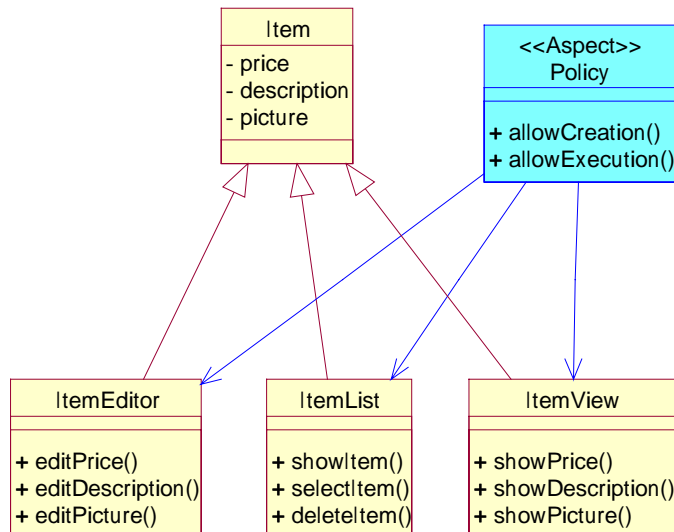 Item
- price
- description
- picture
<<Aspect>>
Policy
+ allowCreation()
+ allowExecution()
ItemEditor
+ editPrice()
+ editDescription()
+ editPicture()
ItemList
+ showItem()
+ selectItem()
+ deleteItem()
ItemView
+ showPrice()
+ showDescription()
+ showPicture()